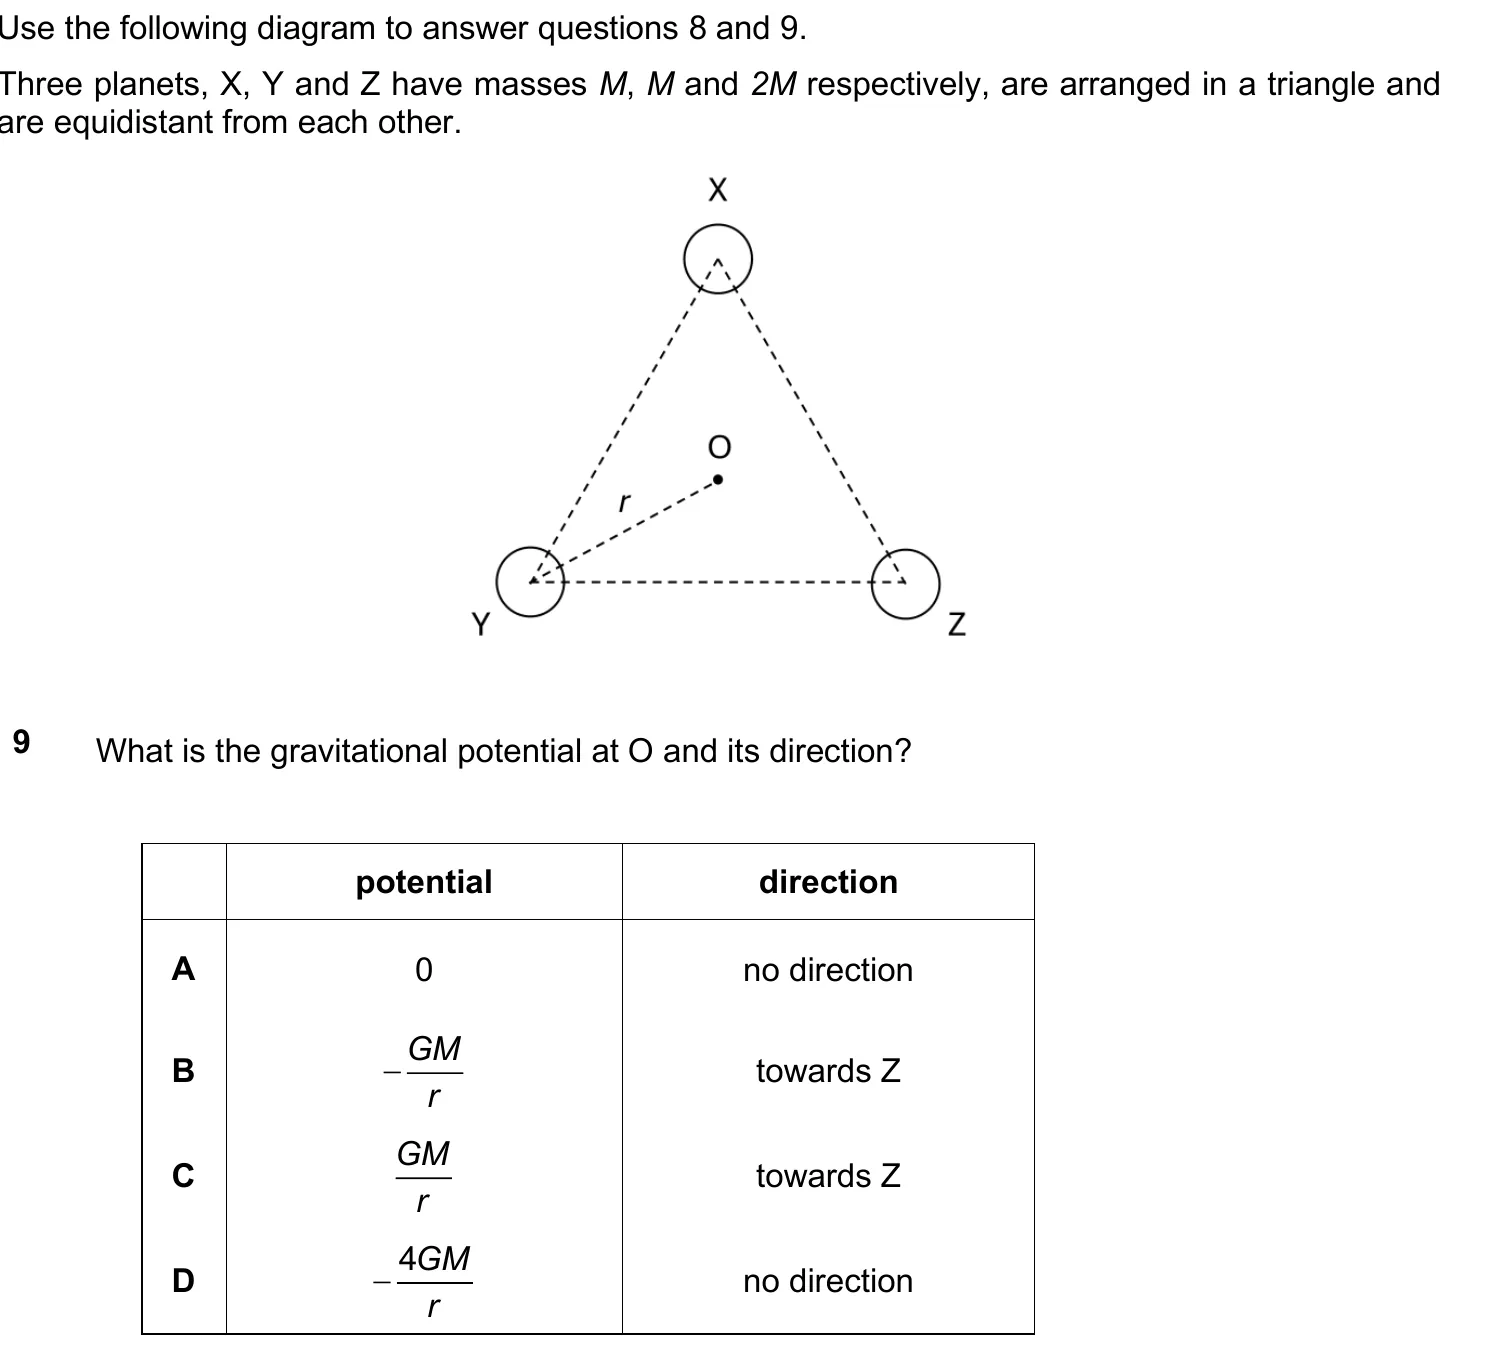 Use the following diagram to answer questions 8 and 9.
Three planets, X, Y and Z have masses M, M and 2M respectively, are arranged in a triangle and
are equidistant from each other.
X
O
r
Y
Z
9 What is the gravitational potential at O and its direction?
potential direction
A 0 no direction
B −GM/r towards Z
C GM/r towards Z
D −4GM/r no direction